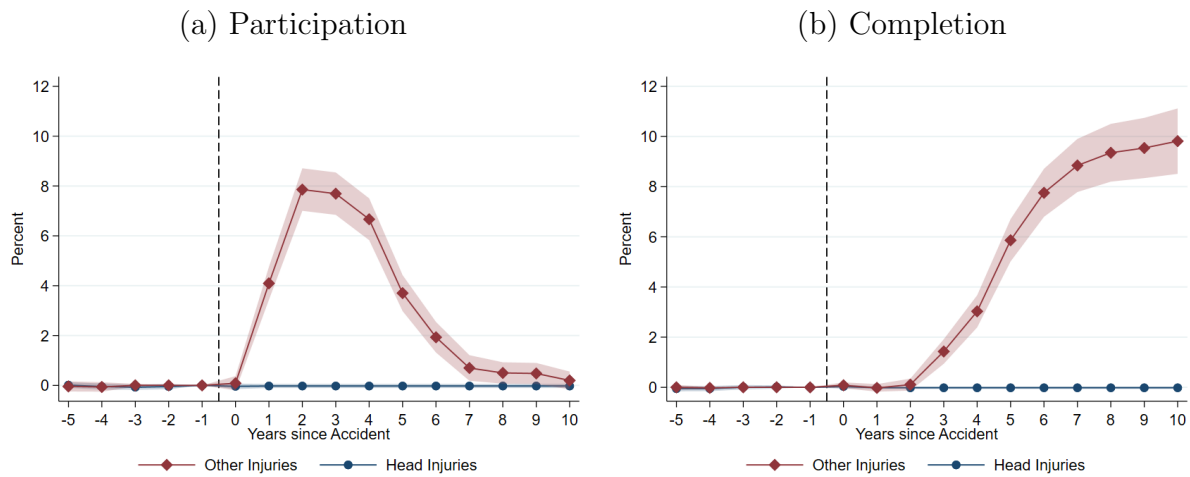 (a) Participation
12
10
8
6
4
2
0
Percent
-5 -4 -3 -2 -1 0 1 2 3 4 5 6 7 8 9 10
Years since Accident
Other Injuries Head Injuries
(b) Completion
12
10
8
6
4
2
0
Percent
-5 -4 -3 -2 -1 0 1 2 3 4 5 6 7 8 9 10
Years since Accident
Other Injuries Head Injuries